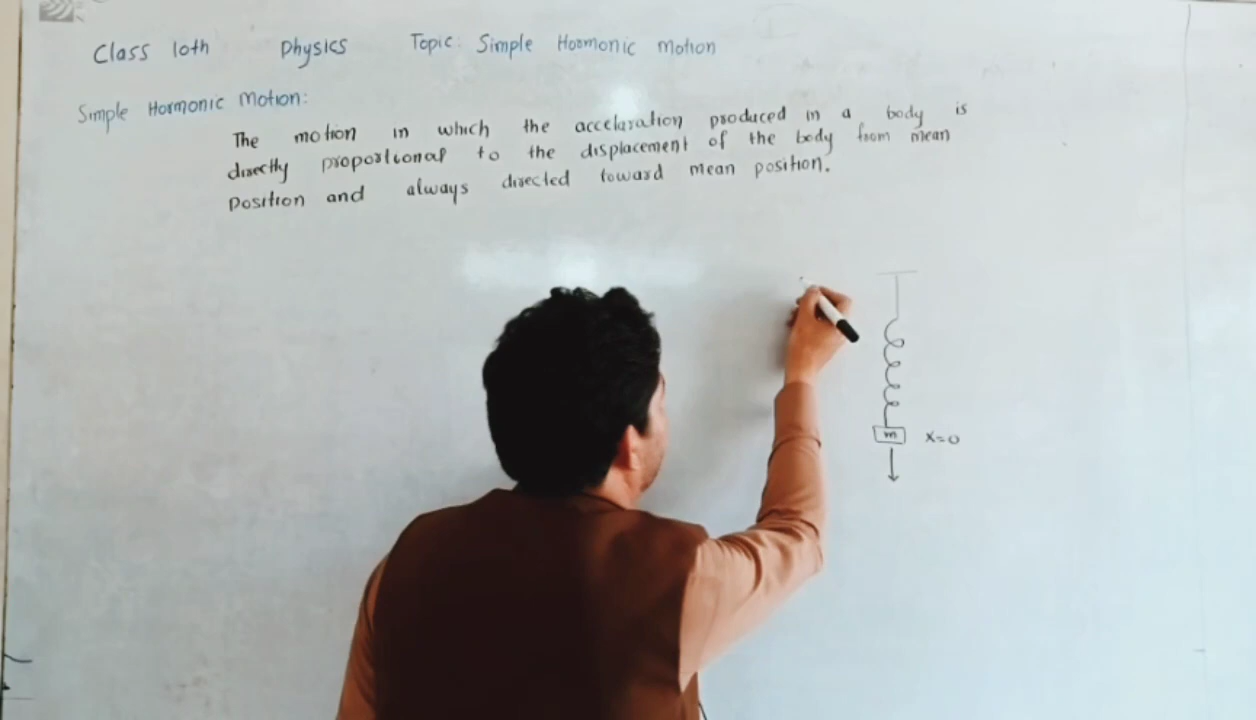 Class 10th Physics Topic: Simple Hormonic motion
Simple Hormonic Motion:
The motion in which the acceleration produced in a body is
directly proportional to the displacement of the body from mean
Position and always directed toward mean position.
m x=0